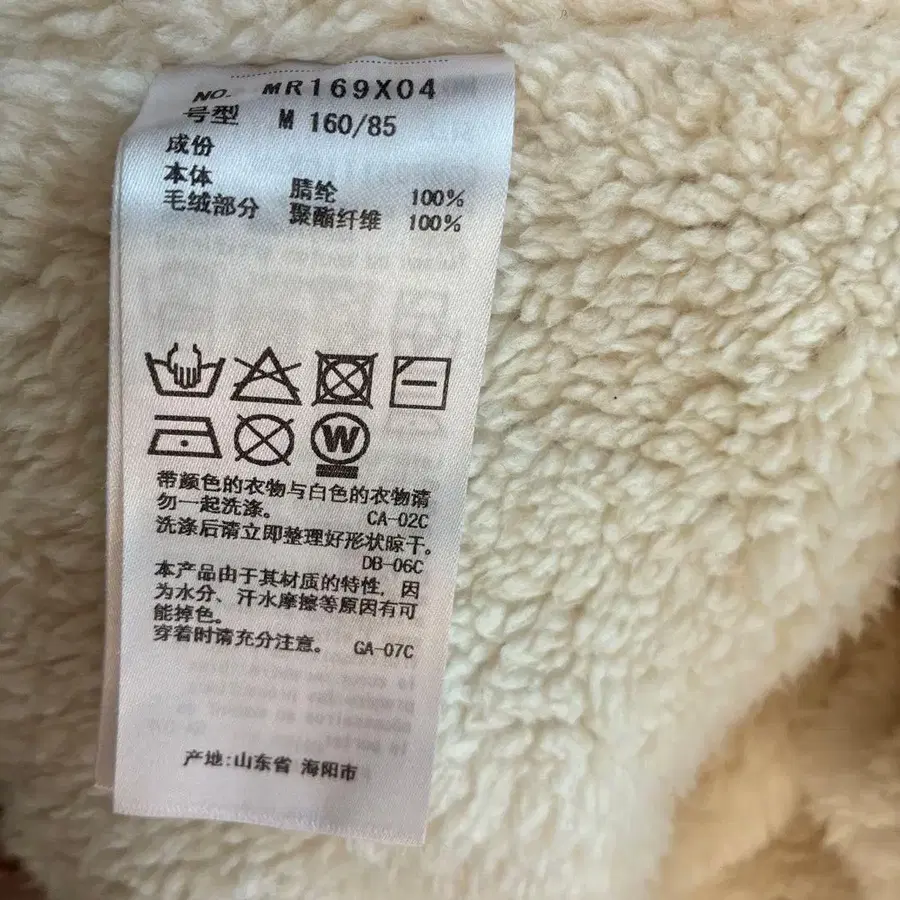 NO. MR169X04
号型 M 160/85
成份
本体 腈纶 100%
毛绒部分 聚酯纤维 100%
W
带颜色的衣物与白色的衣物请
勿一起洗涤。 CA-02C
洗涤后请立即整理好形状晾干。
DB-06C
本产品由于其材质的特性，因
为水分、汗水摩擦等原因有可
能掉色。
穿着时请充分注意。 GA-07C
产地:山东省 海阳市